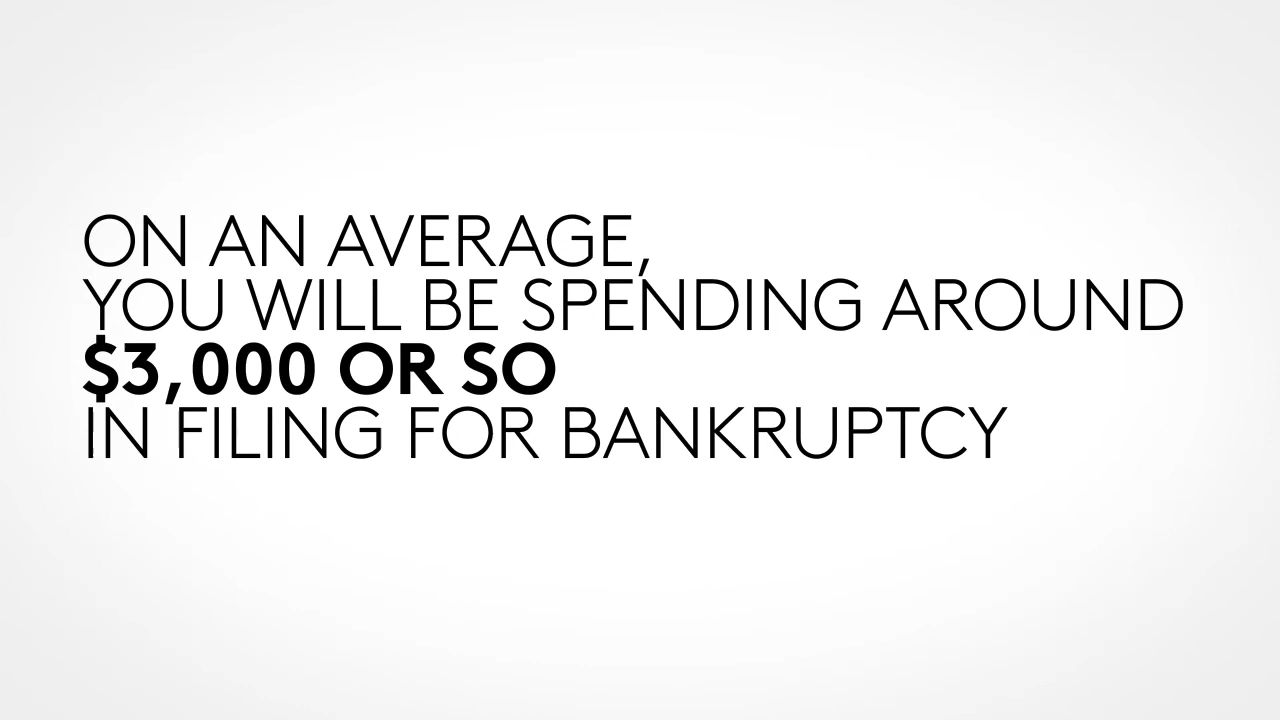 ON AN AVERAGE,
YOU WILL BE SPENDING AROUND
$3,000 OR SO
IN FILING FOR BANKRUPTCY